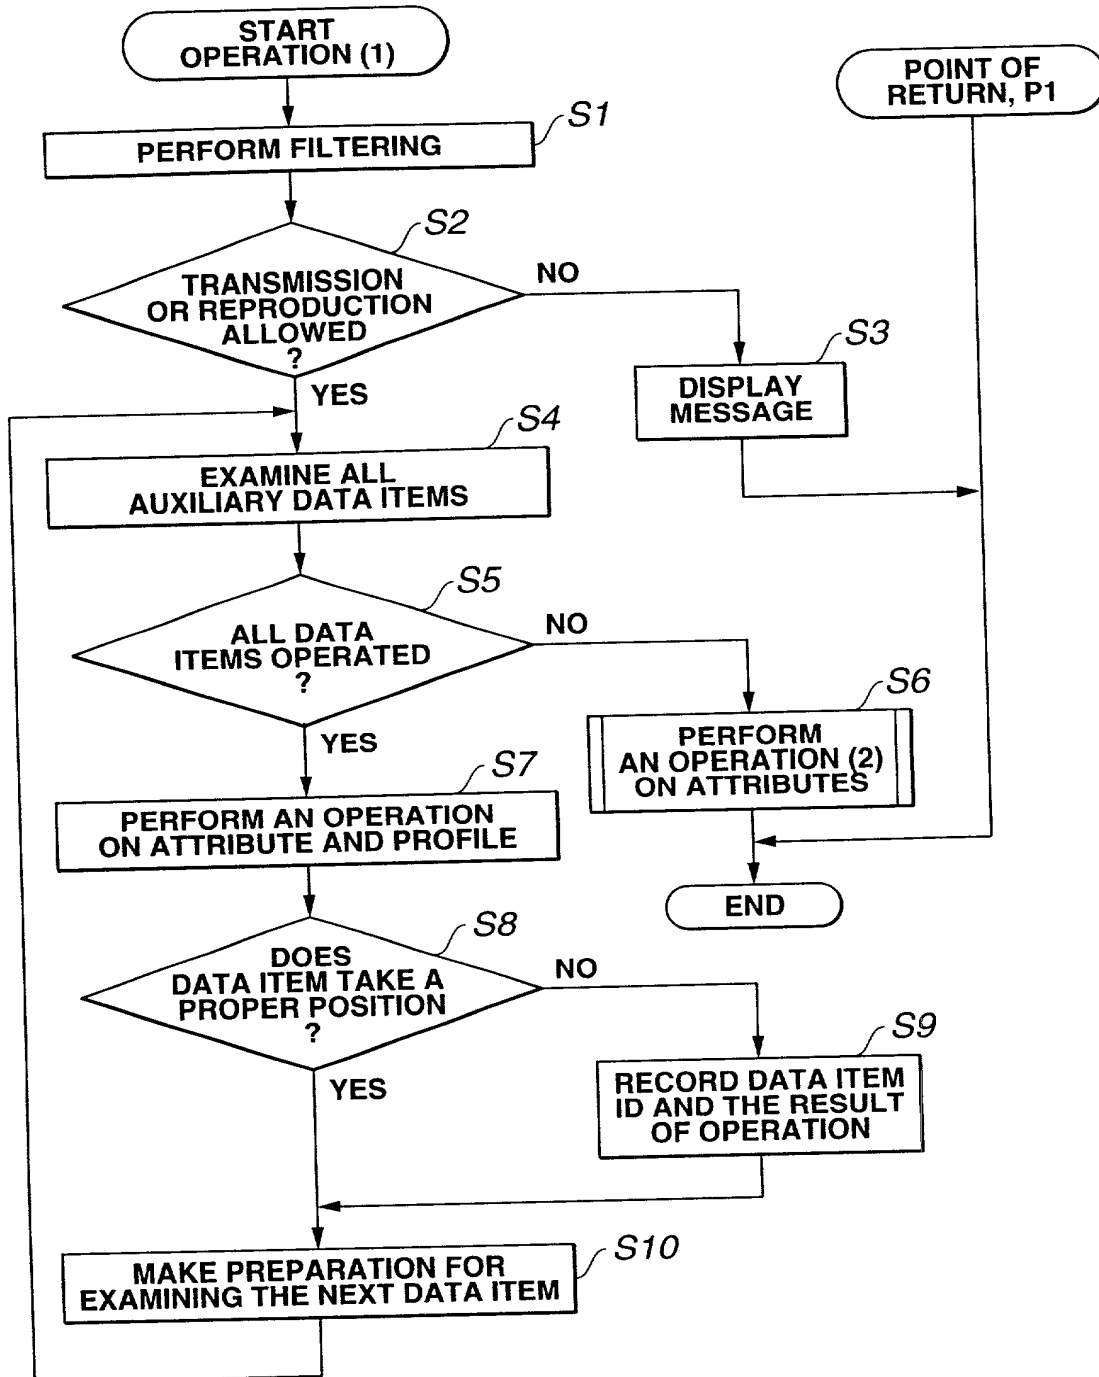 START
OPERATION (1)
POINT OF
RETURN, P1
S1
PERFORM FILTERING
S2
TRANSMISSION
OR REPRODUCTION
ALLOWED
?
NO
YES
S3
DISPLAY
MESSAGE
S4
EXAMINE ALL
AUXILIARY DATA ITEMS
S5
ALL DATA
ITEMS OPERATED
?
NO
YES
S6
PERFORM
AN OPERATION (2)
ON ATTRIBUTES
S7
PERFORM AN OPERATION
ON ATTRIBUTE AND PROFILE
END
S8
DOES
DATA ITEM TAKE A
PROPER POSITION
?
NO
YES
S9
RECORD DATA ITEM
ID AND THE RESULT
OF OPERATION
S10
MAKE PREPARATION FOR
EXAMINING THE NEXT DATA ITEM